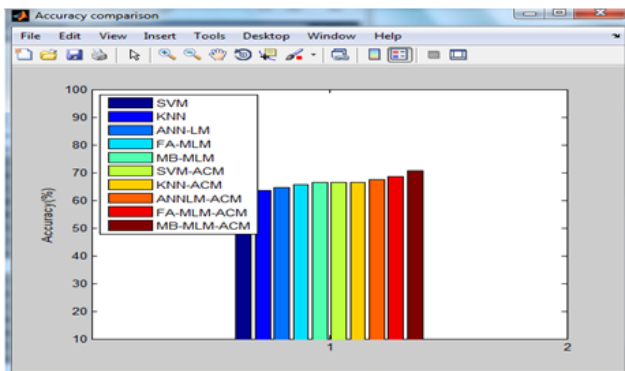 Accuracy comparison
File Edit View Insert Tools Desktop Window Help
100
90
80
70
60
50
40
30
20
10
Accuracy(%)
SVM
KNN
ANN-LM
FA-MLM
MB-MLM
SVM-ACM
KNN-ACM
ANNLM-ACM
FA-MLM-ACM
MB-MLM-ACM
1
2